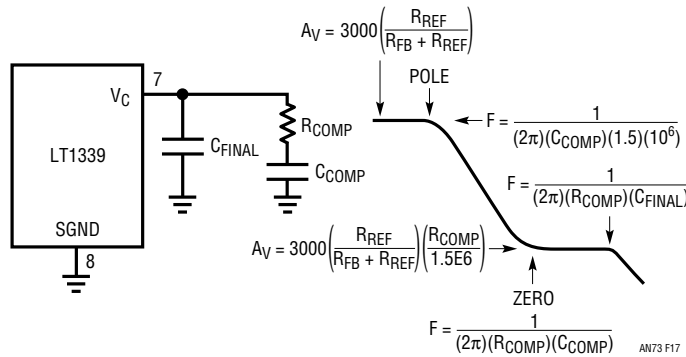 A_V = 3000(R_REF / (R_FB + R_REF))
POLE
F = 1 / ((2π)(C_COMP)(1.5)(10^6))
7
V_C
R_COMP
C_FINAL
LT1339
C_COMP
F = 1 / ((2π)(R_COMP)(C_FINAL))
SGND
8
A_V = 3000(R_REF / (R_FB + R_REF))(R_COMP / 1.5E6)
ZERO
F = 1 / ((2π)(R_COMP)(C_COMP))
AN73 F17